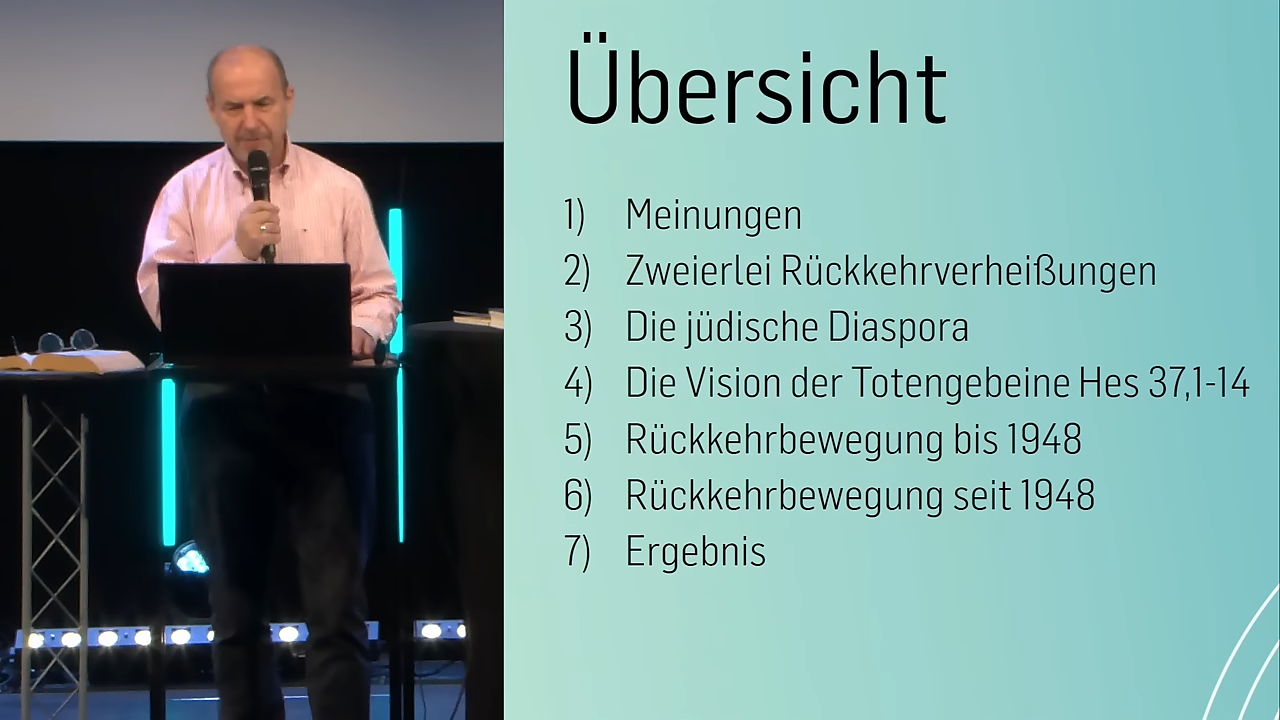 Übersicht
1) Meinungen
2) Zweierlei Rückkehrverheißungen
3) Die jüdische Diaspora
4) Die Vision der Totengebeine Hes 37,1-14
5) Rückkehrbewegung bis 1948
6) Rückkehrbewegung seit 1948
7) Ergebnis